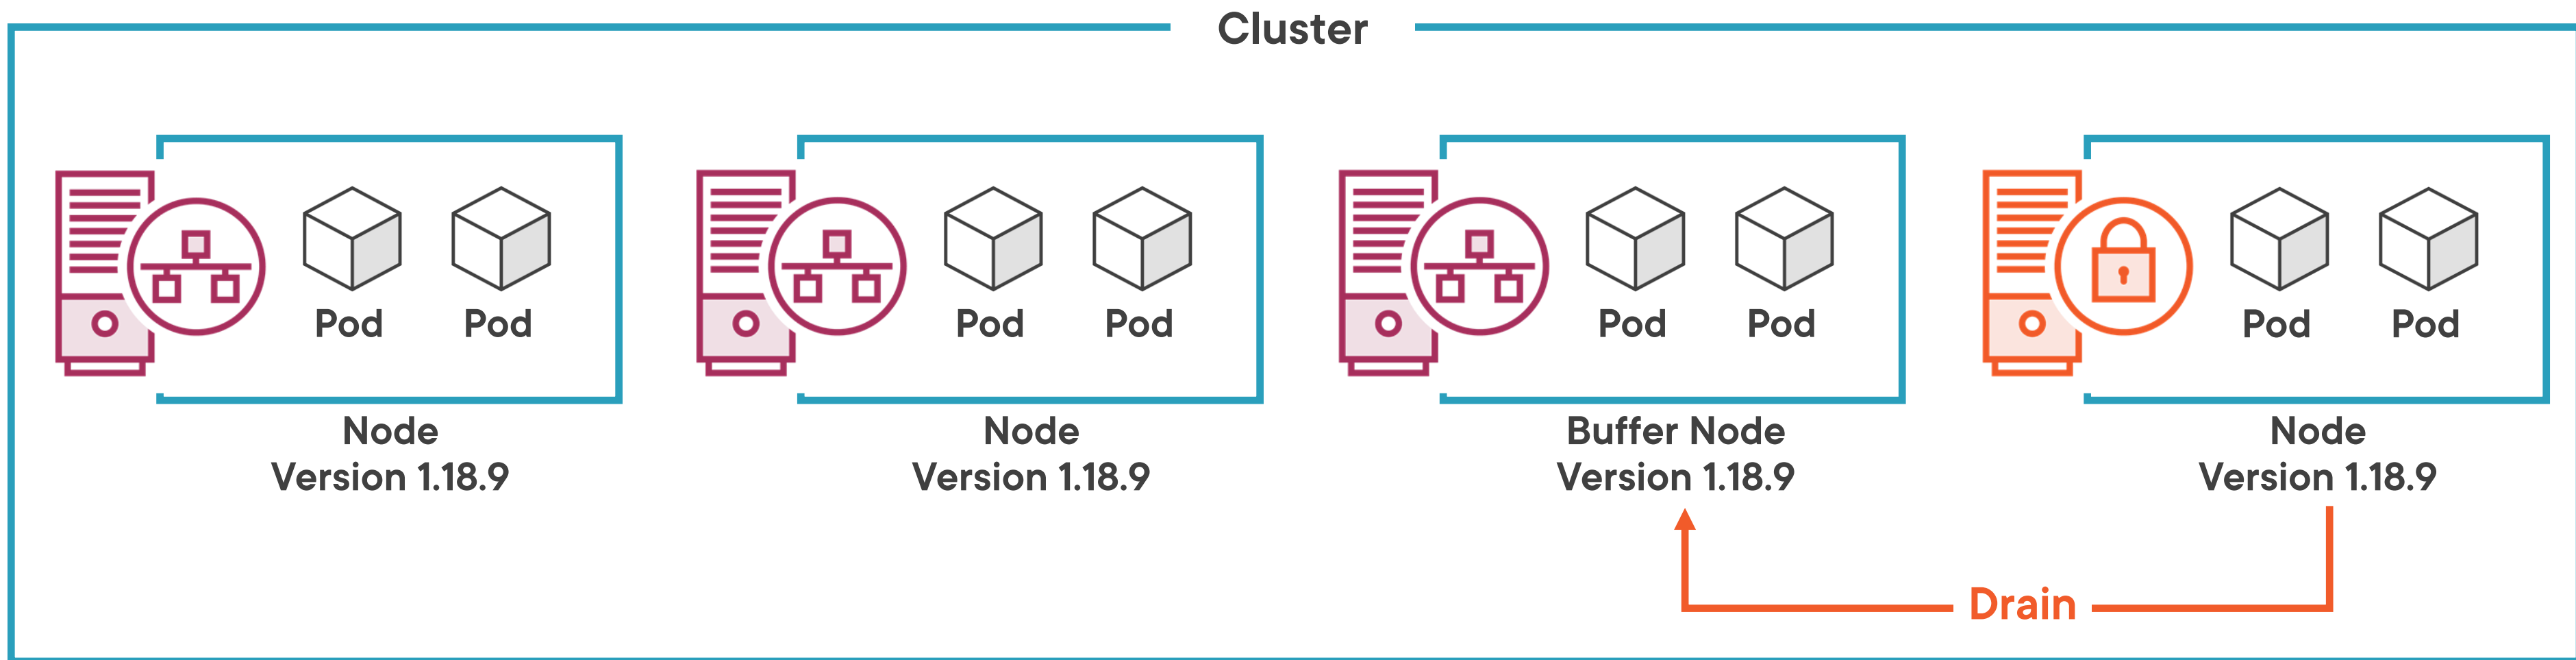 Cluster
Pod Pod
Node
Version 1.18.9
Pod Pod
Node
Version 1.18.9
Pod Pod
Buffer Node
Version 1.18.9
Pod Pod
Node
Version 1.18.9
Drain